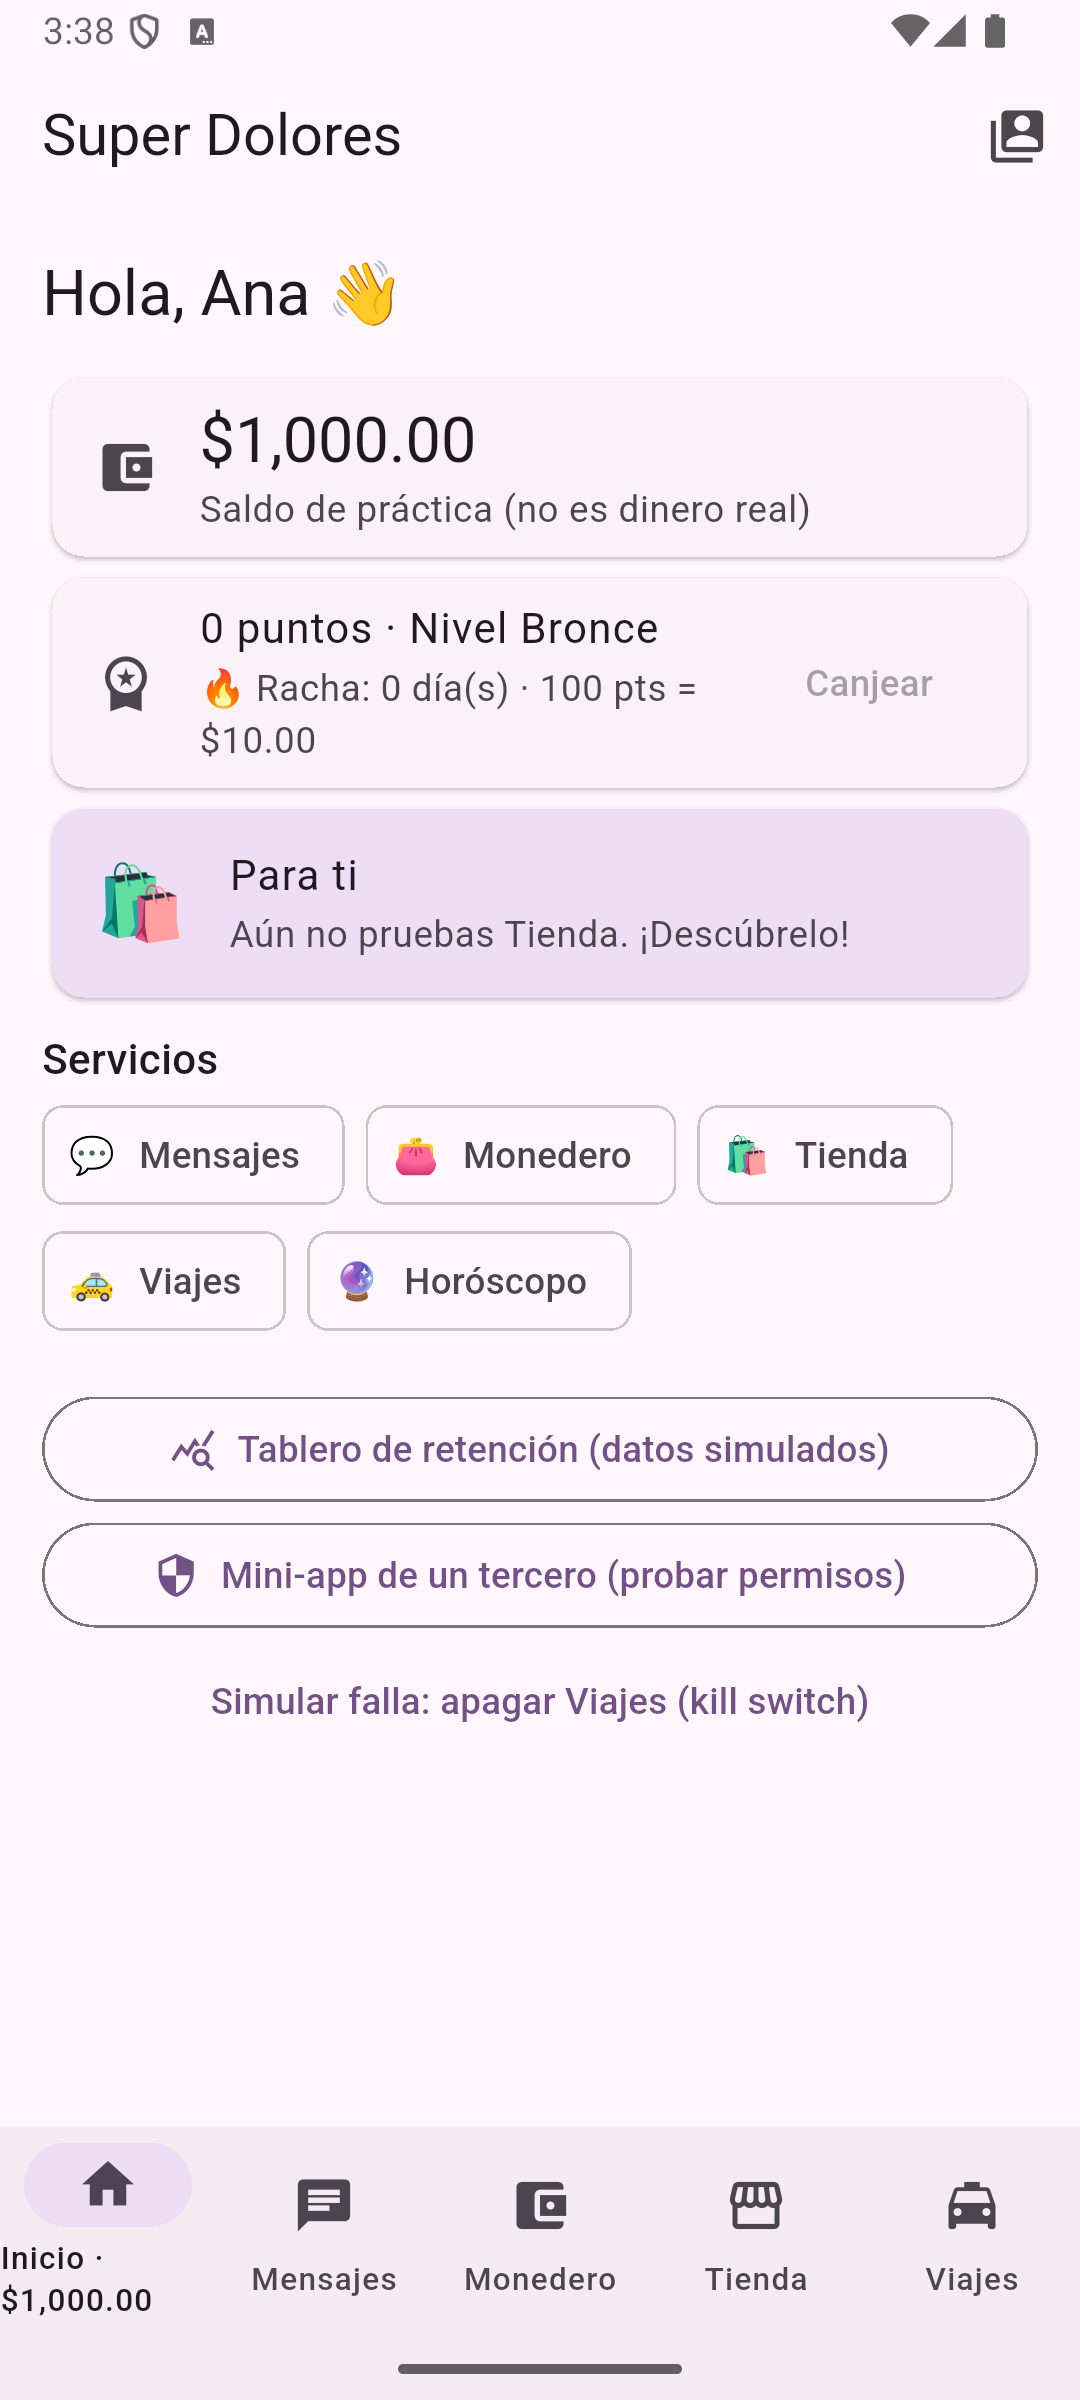 3:38
Super Dolores
Hola, Ana 👋
$1,000.00
Saldo de práctica (no es dinero real)
0 puntos · Nivel Bronce
🔥 Racha: 0 día(s) · 100 pts =
$10.00
Canjear
Para ti
Aún no pruebas Tienda. ¡Descúbrelo!
Servicios
Mensajes
Monedero
Tienda
Viajes
Horóscopo
Tablero de retención (datos simulados)
Mini-app de un tercero (probar permisos)
Simular falla: apagar Viajes (kill switch)
Inicio ·
$1,000.00
Mensajes
Monedero
Tienda
Viajes